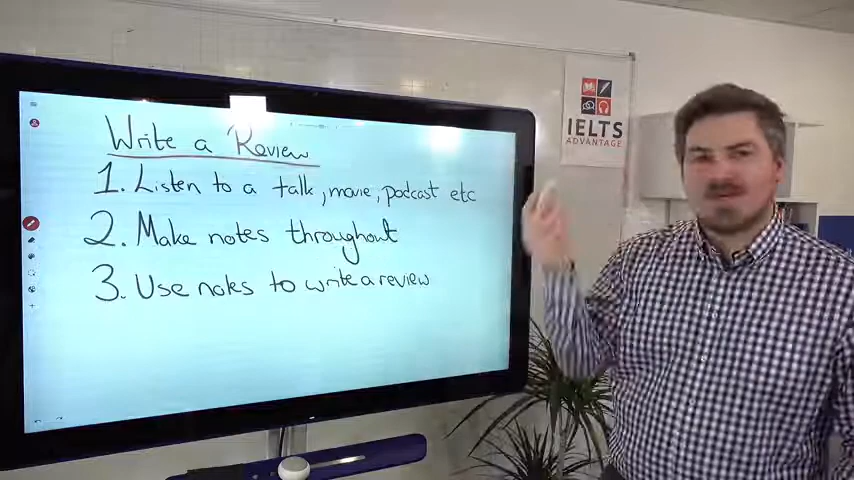 Write a Review
1. Listen to a talk, movie, podcast etc
2. Make notes throughout
3. Use notes to write a review
IELTS
ADVANTAGE